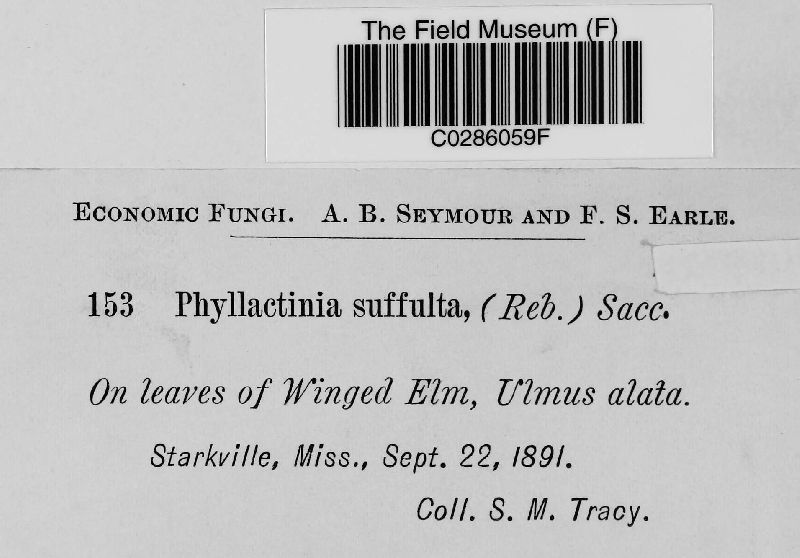 The Field Museum (F)
C0286059F
Economic Fungi. A. B. Seymour and F. S. Earle.
153 Phyllactinia suffulta, (Reb.) Sacc.
On leaves of Winged Elm, Ulmus alata.
Starkville, Miss., Sept. 22, 1891.
Coll. S. M. Tracy.